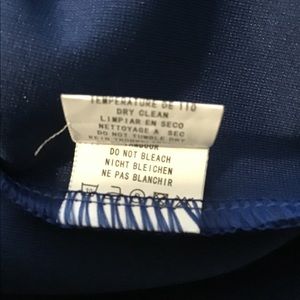 TEMPERATURE DE 110
DRY CLEAN
LIMPIAR EN SECO
NETTOYAGE A SEC
DO NOT TUMBLE DRY
DO NOT BLEACH
NICHT BLEICHEN
NE PAS BLANCHIR